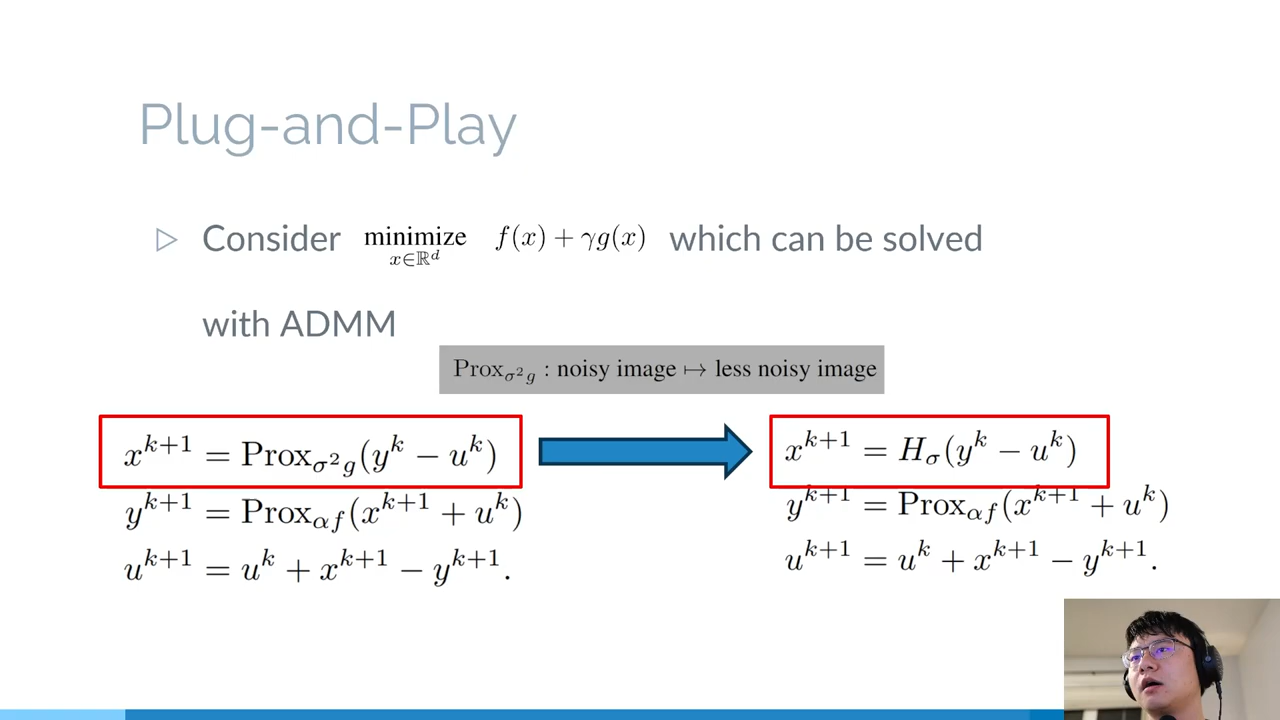 Plug-and-Play
▷ Consider minimize f(x) + γg(x) which can be solved
x∈ℝ^d
with ADMM
Prox_{σ²g} : noisy image ↦ less noisy image
x^{k+1} = Prox_{σ²g}(y^k − u^k)
y^{k+1} = Prox_{αf}(x^{k+1} + u^k)
u^{k+1} = u^k + x^{k+1} − y^{k+1}.
x^{k+1} = H_σ(y^k − u^k)
y^{k+1} = Prox_{αf}(x^{k+1} + u^k)
u^{k+1} = u^k + x^{k+1} − y^{k+1}.